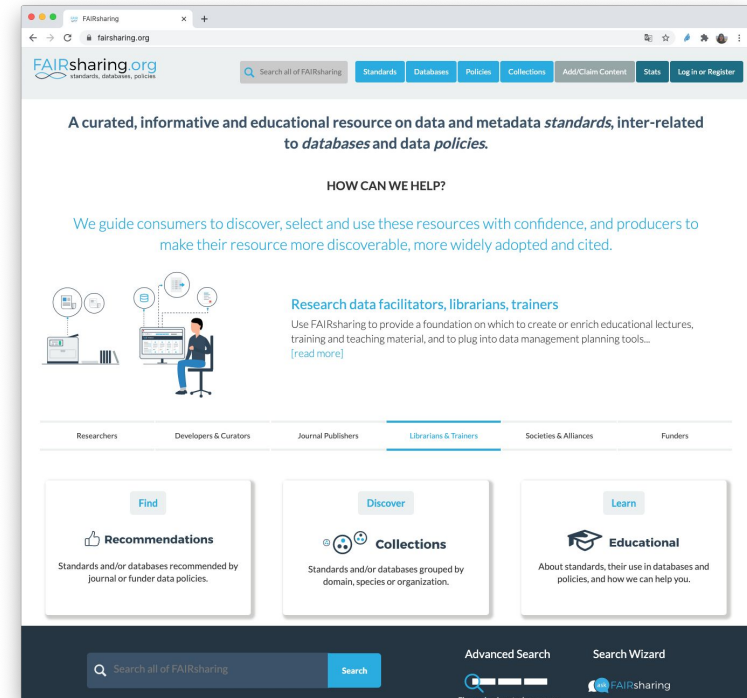 FAIRsharing
fairsharing.org
FAIRsharing.org
standards, databases, policies
Search all of FAIRsharing
Standards
Databases
Policies
Collections
Add/Claim Content
Stats
Log in or Register
A curated, informative and educational resource on data and metadata standards, inter-related
to databases and data policies.
HOW CAN WE HELP?
We guide consumers to discover, select and use these resources with confidence, and producers to
make their resource more discoverable, more widely adopted and cited.
Research data facilitators, librarians, trainers
Use FAIRsharing to provide a foundation on which to create or enrich educational lectures,
training and teaching material, and to plug into data management planning tools...
[read more]
Researchers
Developers & Curators
Journal Publishers
Librarians & Trainers
Societies & Alliances
Funders
Find
Recommendations
Standards and/or databases recommended by
journal or funder data policies.
Discover
Collections
Standards and/or databases grouped by
domain, species or organization.
Learn
Educational
About standards, their use in databases and
policies, and how we can help you.
Search all of FAIRsharing
Search
Advanced Search
Search Wizard
FAIRsharing